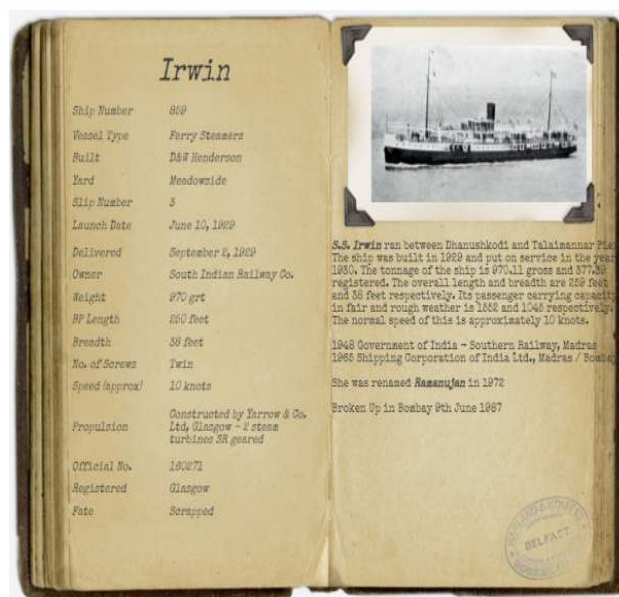 Irwin
Ship Number 859
Vessel Type Ferry Steamers
Built D&W Henderson
Yard Meadowside
Slip Number 3
Launch Date June 10, 1929
Delivered September 2, 1929
Owner South Indian Railway Co.
Weight 970 grt
BP Length 250 feet
Breadth 38 feet
No. of Screws Twin
Speed (approx) 10 knots
Propulsion Constructed by Yarrow & Co.
Ltd, Glasgow - 2 steam
turbines SR geared
Official No. 160271
Registered Glasgow
Fate Scrapped
S.S. Irwin ran between Dhanushkodi and Talaimannar Pier
The ship was built in 1929 and put on service in the year
1930. The tonnage of the ship is 970.11 gross and 377.39
registered. The overall length and breadth are 259 feet
and 38 feet respectively. Its passenger carrying capacity
in fair and rough weather is 1552 and 1045 respectively.
The normal speed of this is approximately 10 knots.
1948 Government of India - Southern Railway, Madras
1965 Shipping Corporation of India Ltd., Madras / Bombay
She was renamed Ramanujan in 1972
Broken Up in Bombay 9th June 1987
BELFAST